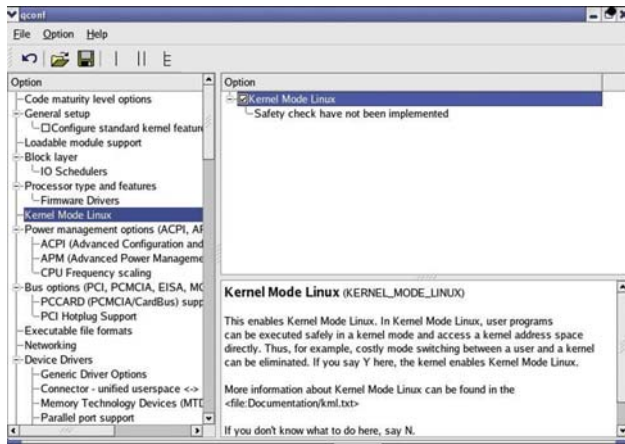 qconf
File Option Help
Option
Code maturity level options
General setup
Configure standard kernel featur
Loadable module support
Block layer
IO Schedulers
Processor type and features
Firmware Drivers
Kernel Mode Linux
Power management options (ACPI, AP
ACPI (Advanced Configuration and
APM (Advanced Power Manageme
CPU Frequency scaling
Bus options (PCI, PCMCIA, EISA, MC
PCCARD (PCMCIA/CardBus) supp
PCI Hotplug Support
Executable file formats
Networking
Device Drivers
Generic Driver Options
Connector - unified userspace <->
Memory Technology Devices (MTD
Parallel port support
Option
Kernel Mode Linux
Safety check have not been implemented
Kernel Mode Linux (KERNEL_MODE_LINUX)
This enables Kernel Mode Linux. In Kernel Mode Linux, user programs
can be executed safely in a kernel mode and access a kernel address space
directly. Thus, for example, costly mode switching between a user and a kernel
can be eliminated. If you say Y here, the kernel enables Kernel Mode Linux.
More information about Kernel Mode Linux can be found in the
<file:Documentation/kml.txt>
If you don't know what to do here, say N.